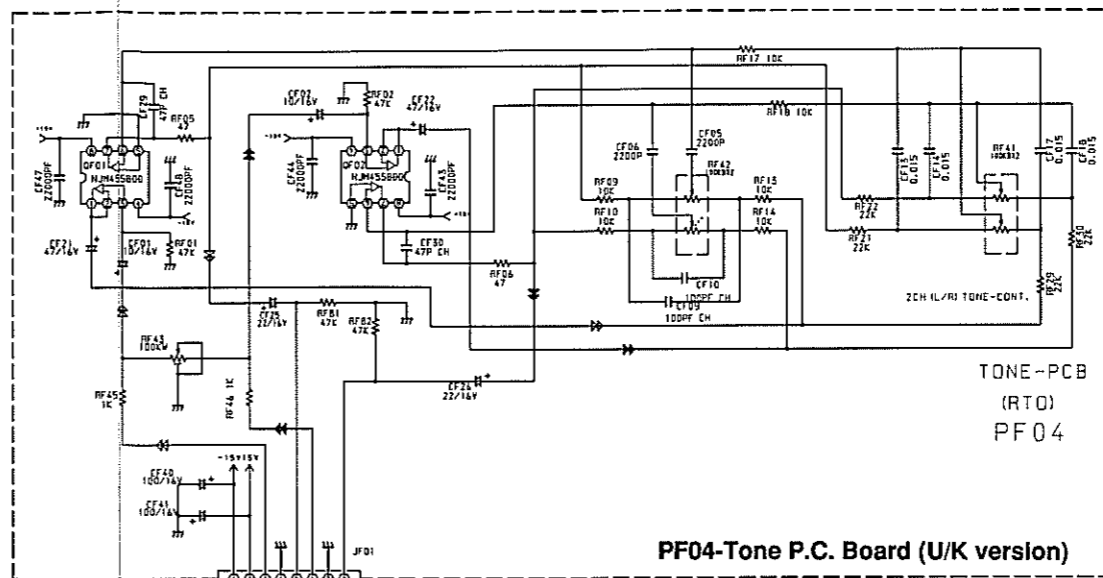 RF17 10K
RF18 10K
CF29
47P CH
RF05
47
CF02
10/16V
RF02
47K
CF22
47/16V
CF47
2200PF
QF01
NJM4558DD
CF48
2200PF
CF44
2200PF
QF02
NJM4558DD
CF43
2200PF
CF06
2200P
CF05
2200P
RF42
RF09
10K
RF10
10K
RF13
10K
RF14
10K
CF13
0.015
CF14
0.015
RF41
CF17
0.015
CF18
0.015
RF22
22K
RF21
22K
RF30
22K
RF29
22K
CF21
47/16V
CF01
10/16V
RF01
47K
CF30
47P CH
RF06
47
CF10
100PF CH
CF09
100PF CH
2CH (L/R) TONE-CONT.
CF25
22/16V
RF81
47K
RF82
47K
RF43
100KW
RF45
1K
RF46 1K
CF26
22/16V
TONE-PCB
(RTO)
PF04
-15V
15V
CF40
100/16V
CF41
100/16V
JF01
PF04-Tone P.C. Board (U/K version)